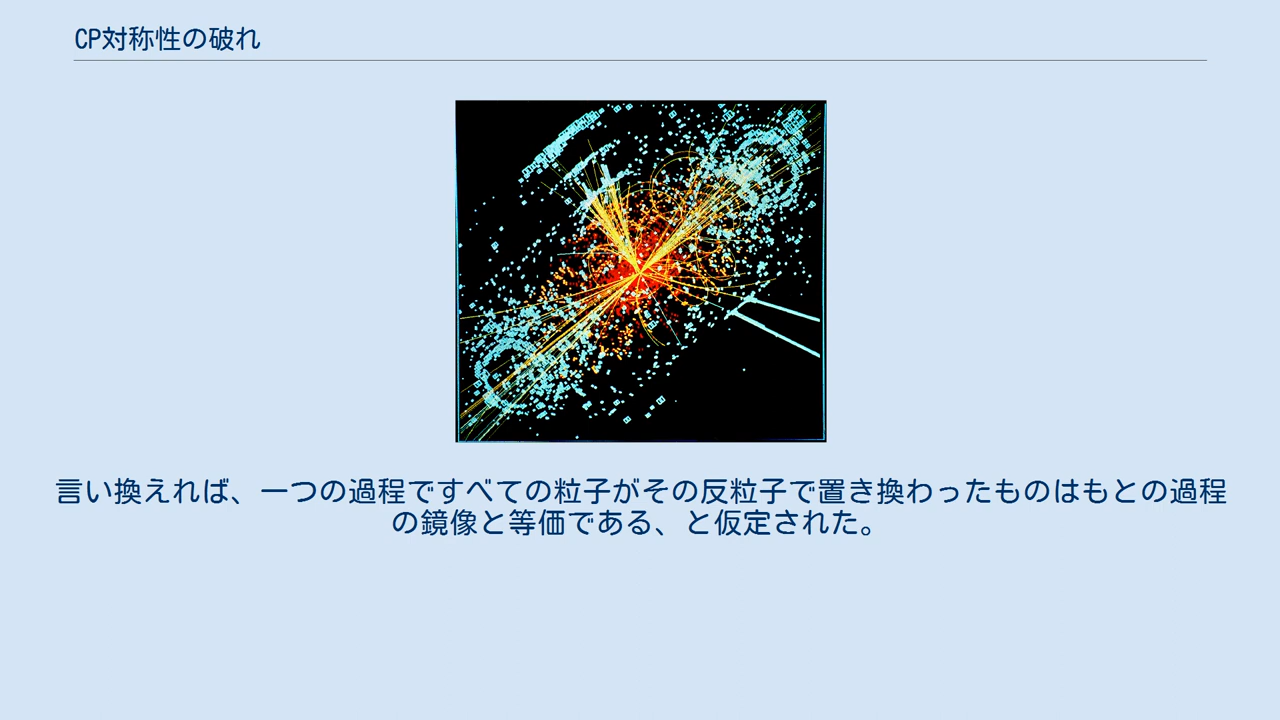 CP対称性の破れ
言い換えれば、一つの過程ですべての粒子がその反粒子で置き換わったものはもとの過程
の鏡像と等価である、と仮定された。